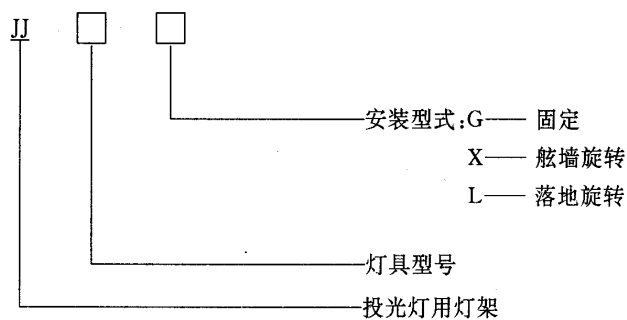 JJ □ □
安装型式:G—— 固定
X—— 舷墙旋转
L—— 落地旋转
灯具型号
投光灯用灯架